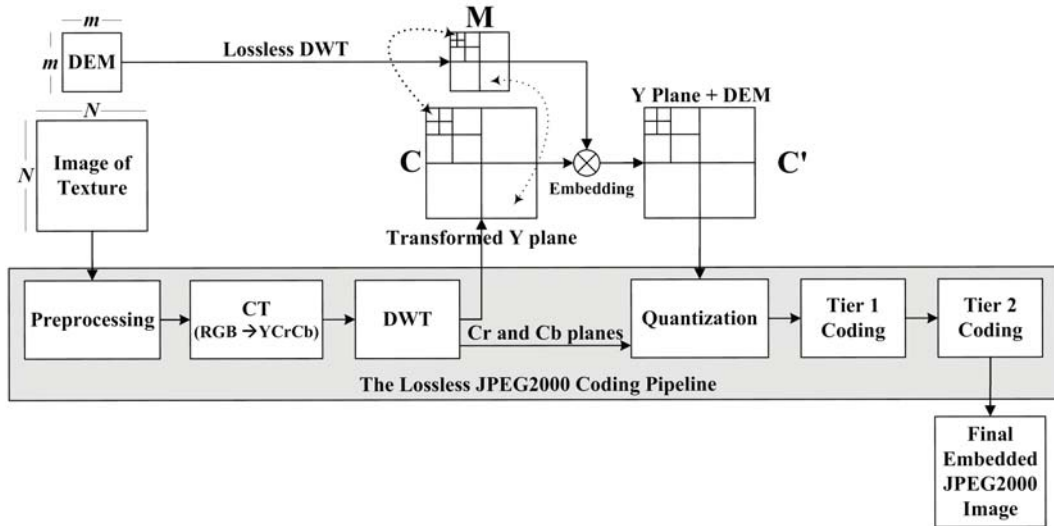 m
m
DEM
Lossless DWT
M
N
N
Image of
Texture
C
Transformed Y plane
Embedding
Y Plane + DEM
C'
Preprocessing
CT
(RGB →YCrCb)
DWT
Cr and Cb planes
Quantization
Tier 1
Coding
Tier 2
Coding
The Lossless JPEG2000 Coding Pipeline
Final
Embedded
JPEG2000
Image